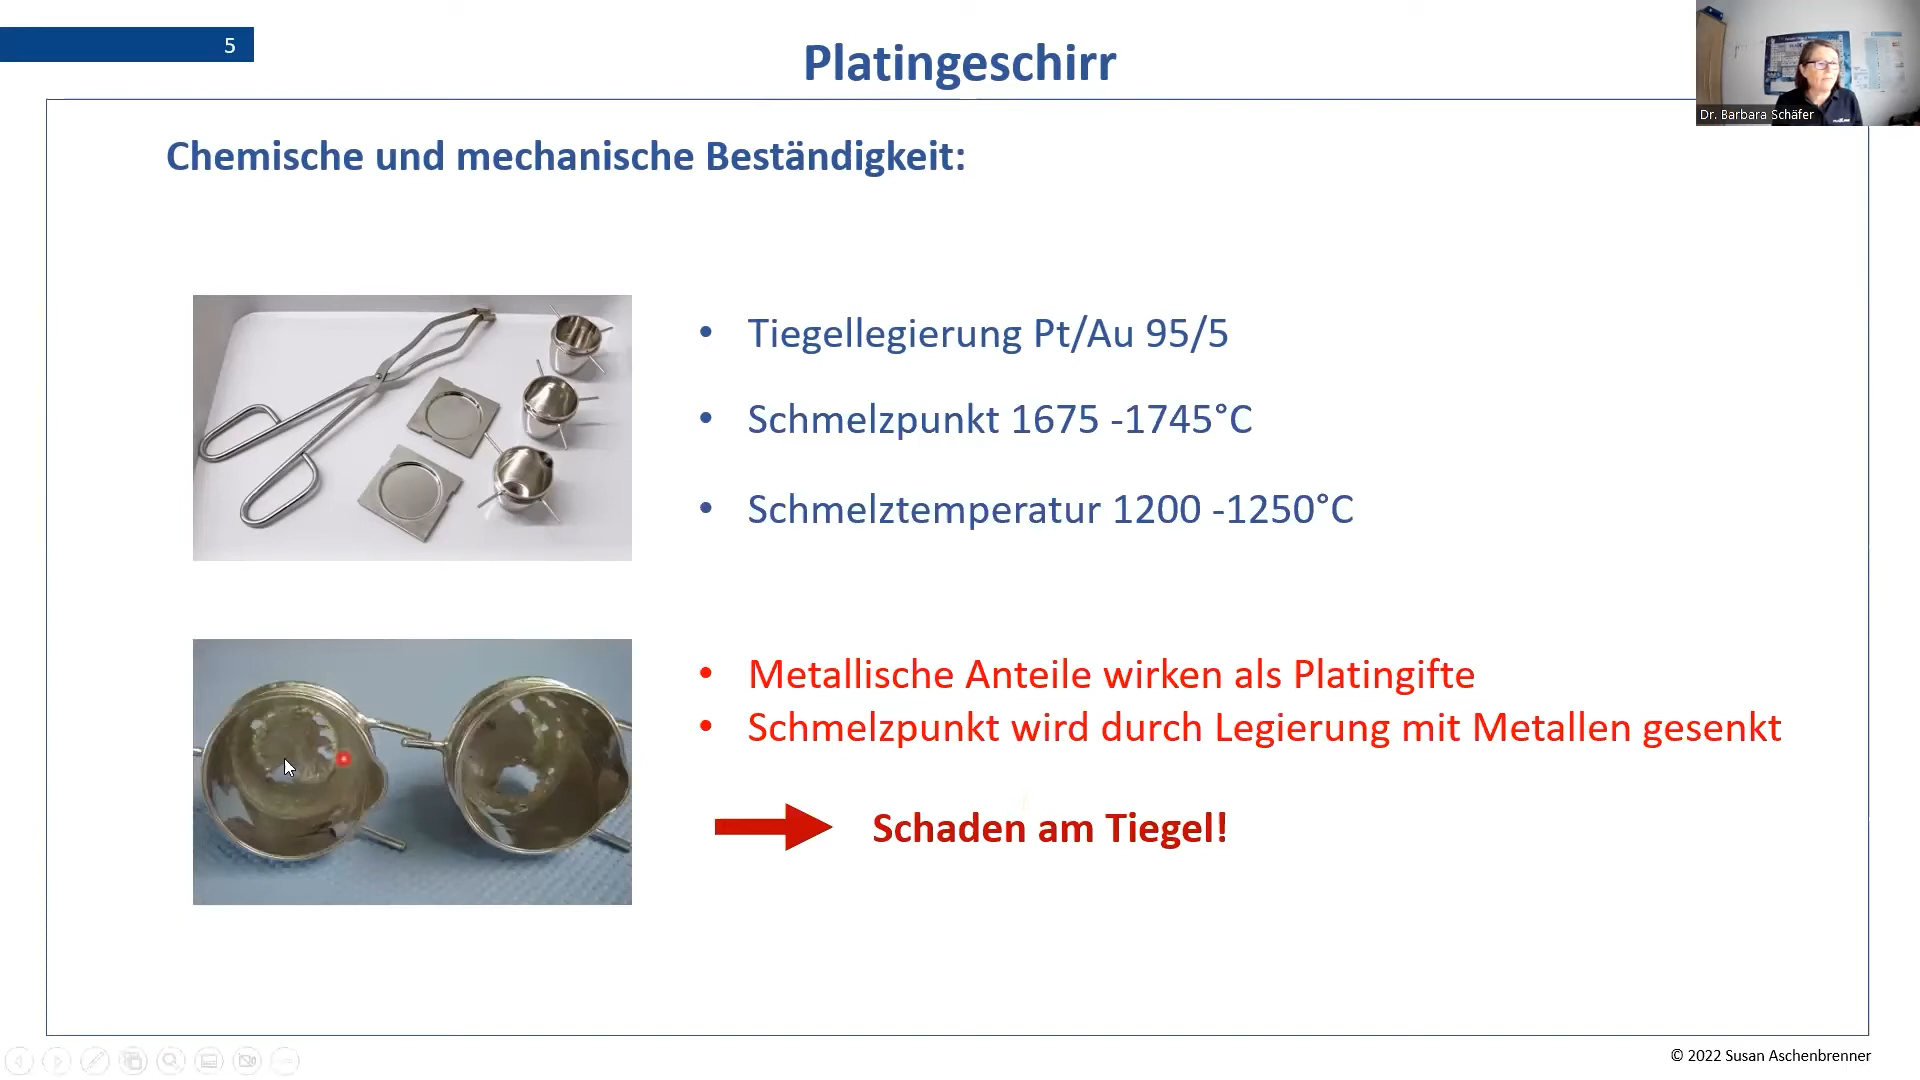 5
Platingeschirr
Dr. Barbara Schäfer
Chemische und mechanische Beständigkeit:
• Tiegellegierung Pt/Au 95/5
• Schmelzpunkt 1675 -1745°C
• Schmelztemperatur 1200 -1250°C
• Metallische Anteile wirken als Platingifte
• Schmelzpunkt wird durch Legierung mit Metallen gesenkt
Schaden am Tiegel!
© 2022 Susan Aschenbrenner